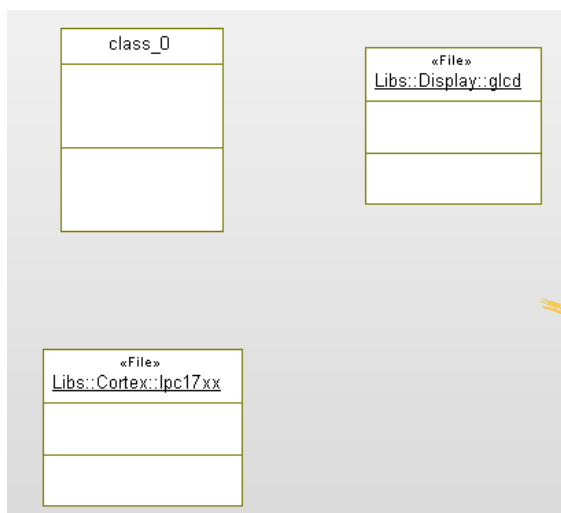 class_0
«File»
Libs::Display::glcd
«File»
Libs::Cortex::lpc17xx